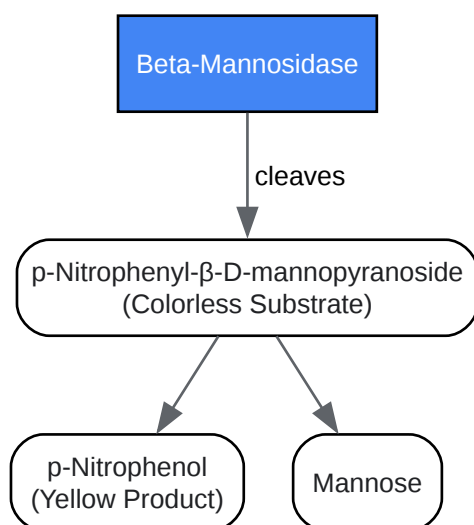 Beta-Mannosidase
cleaves
p-Nitrophenyl-β-D-mannopyranoside
(Colorless Substrate)
p-Nitrophenol
(Yellow Product)
Mannose